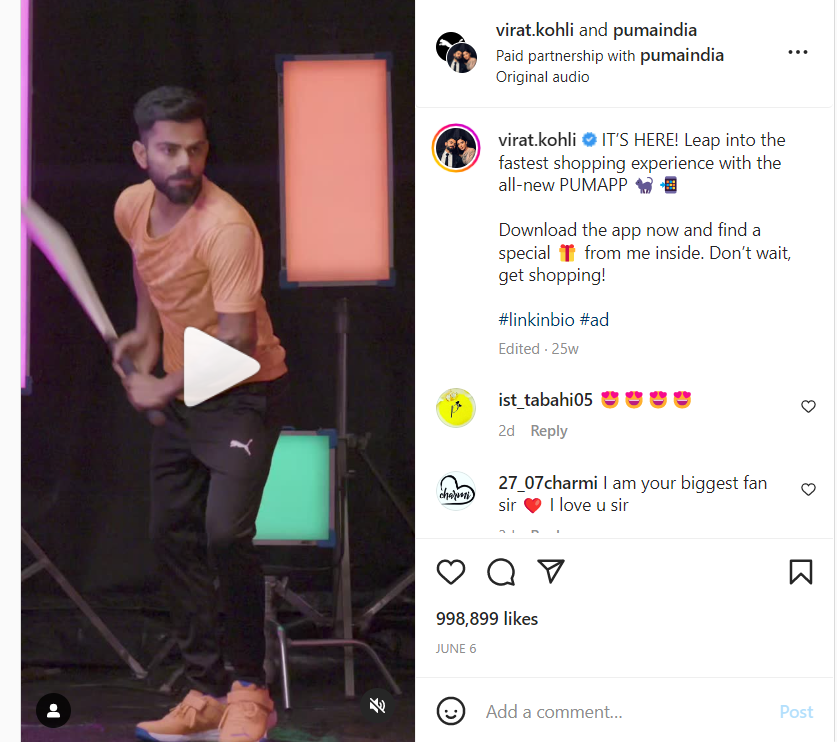 virat.kohli and pumaindia
Paid partnership with pumaindia
Original audio
virat.kohli IT'S HERE! Leap into the
fastest shopping experience with the
all-new PUMAPP 🐈‍⬛ 📲
Download the app now and find a
special 🎁 from me inside. Don't wait,
get shopping!
#linkinbio #ad
Edited · 25w
ist_tabahi05 😍 😍 😍 😍
2d Reply
27_07charmi I am your biggest fan
sir ❤️ I love u sir
998,899 likes
JUNE 6
Add a comment...
Post
charmi